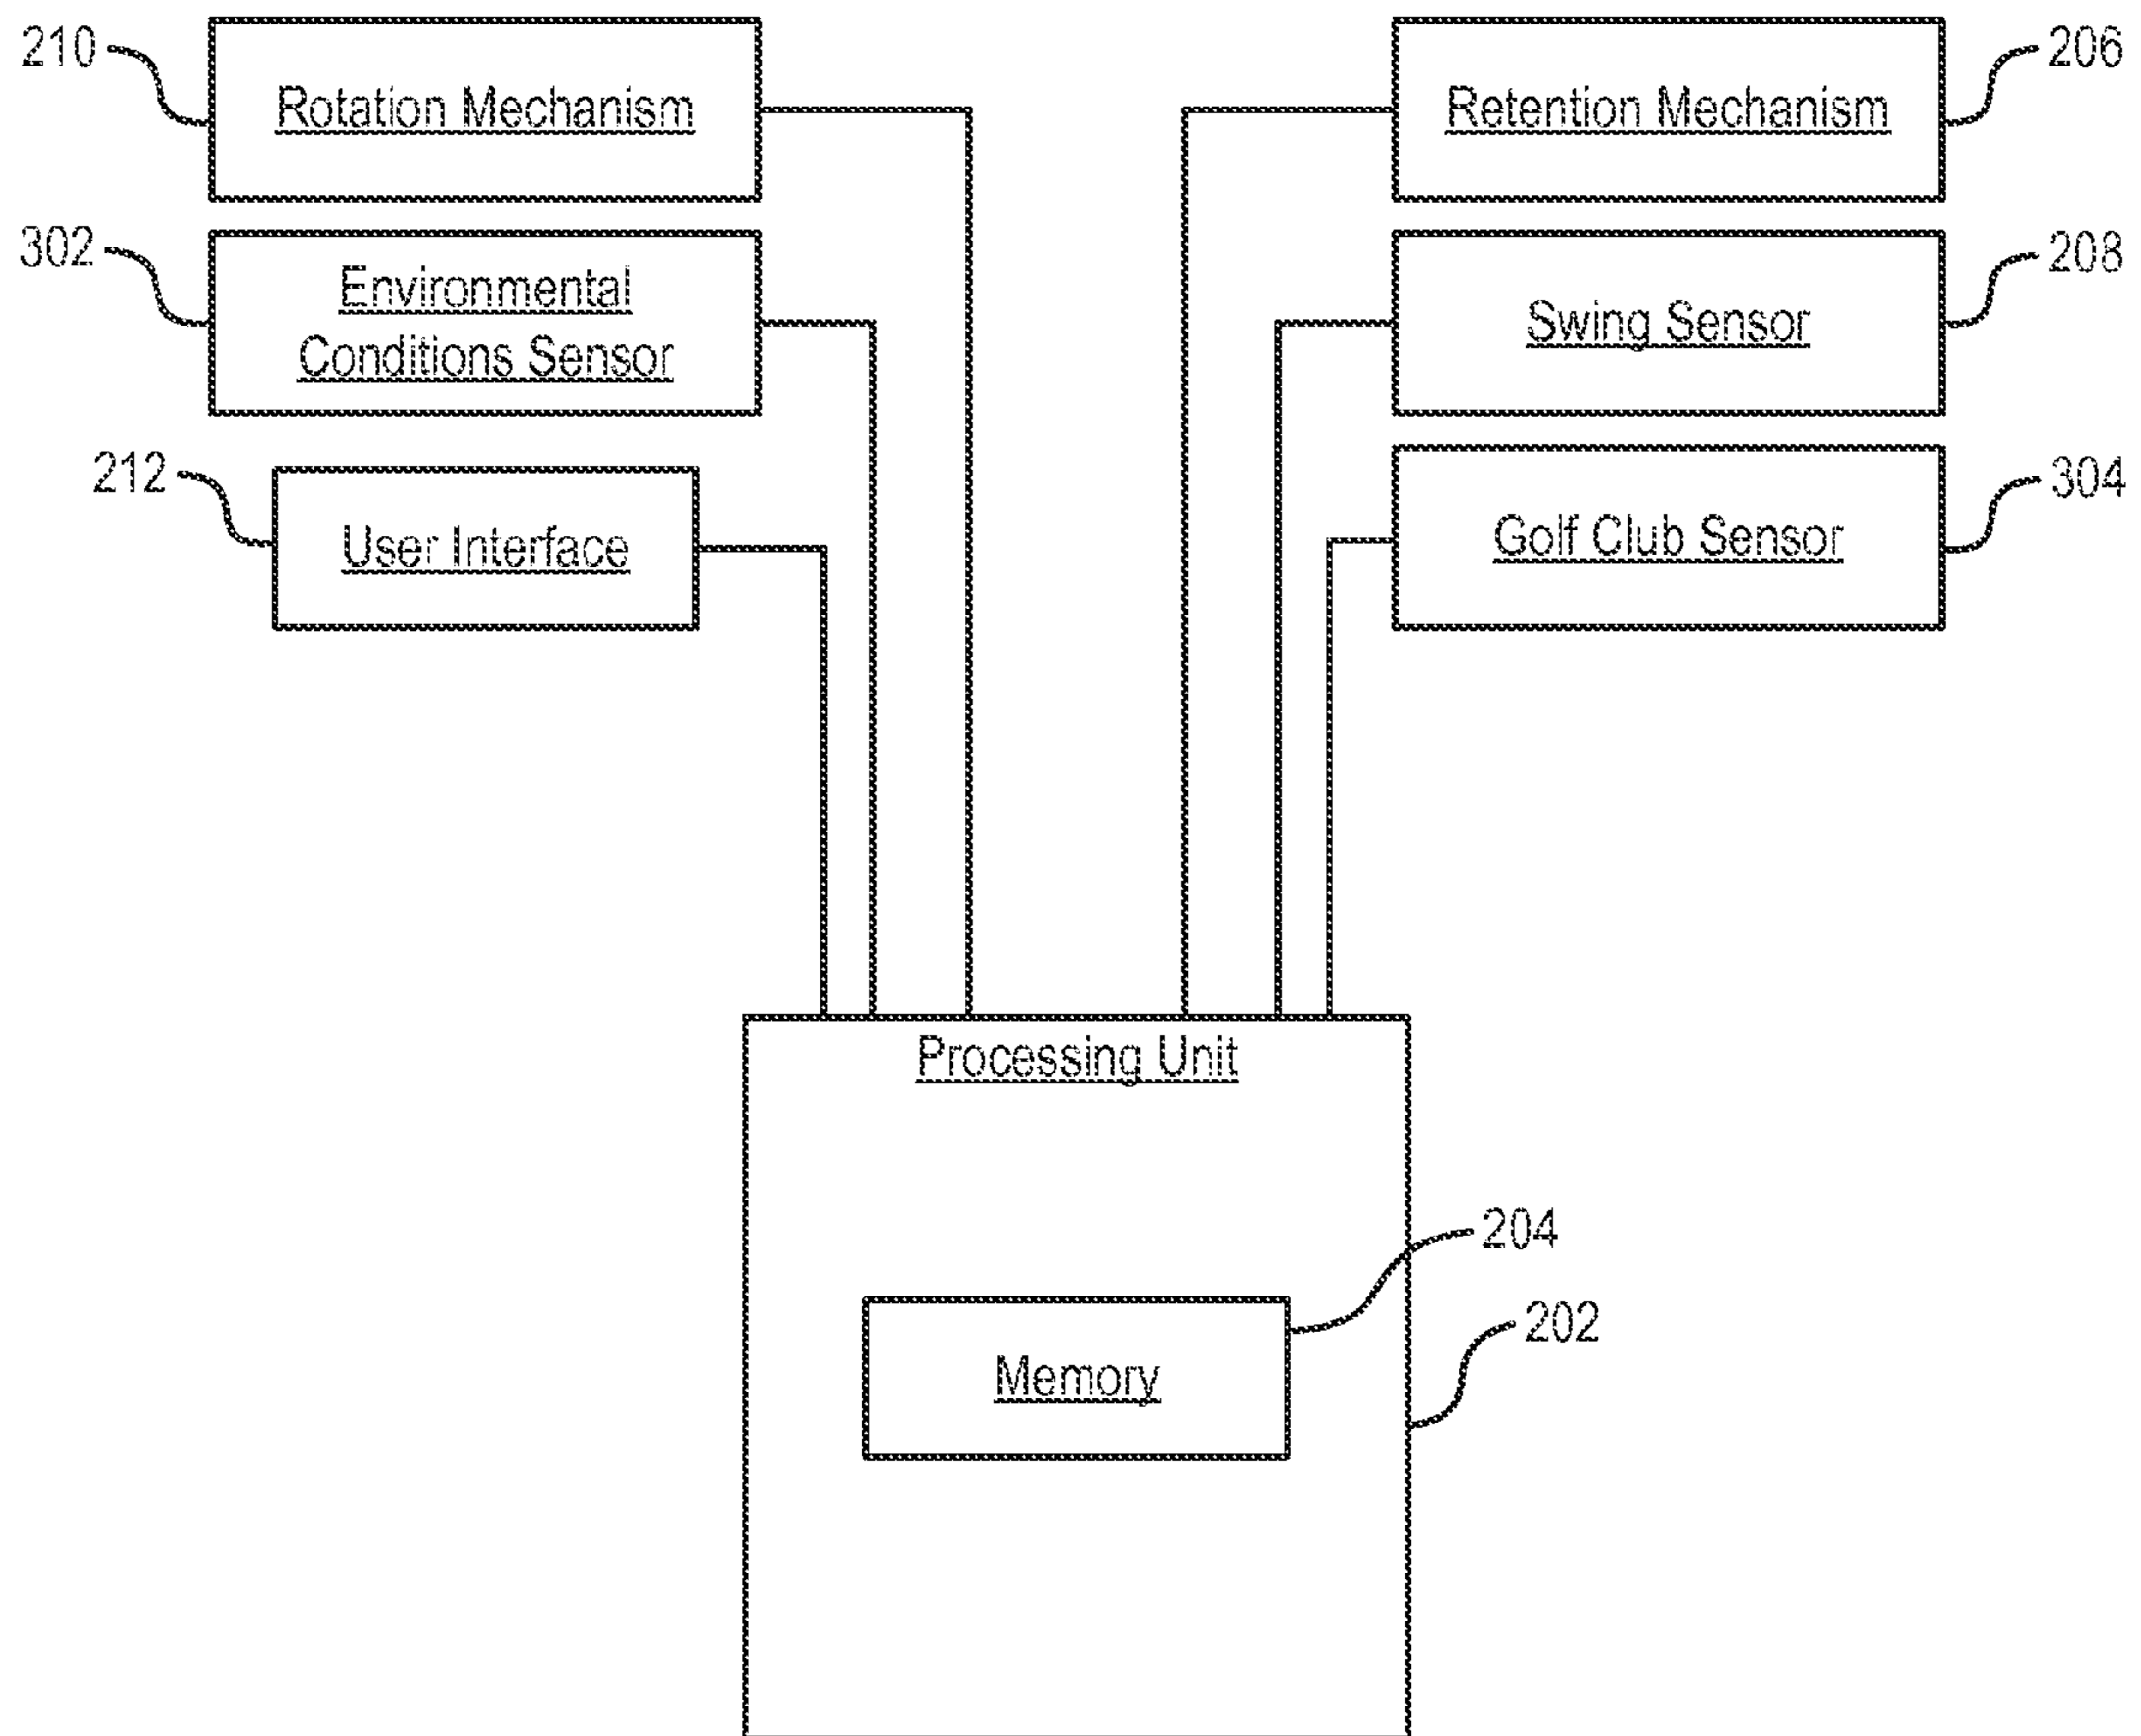 210
Rotation Mechanism
Retention Mechanism
206
302
Environmental
Conditions Sensor
Swing Sensor
208
212
User Interface
Golf Club Sensor
304
Processing Unit
204
202
Memory